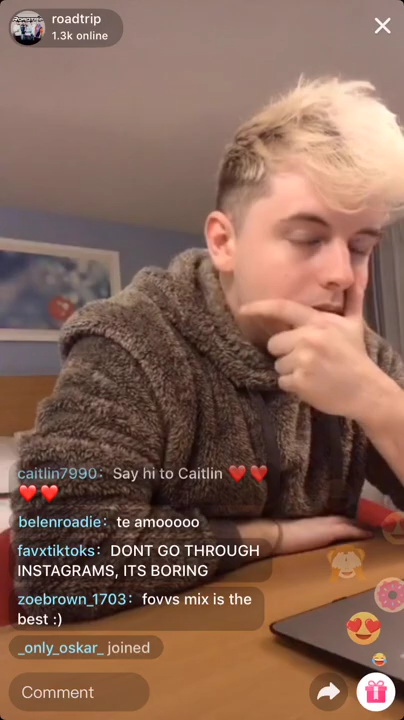 roadtrip
1.3k online
caitlin7990: Say hi to Caitlin ❤️❤️
❤️❤️
belenroadie: te amooooo
favxtiktoks: DONT GO THROUGH
INSTAGRAMS, ITS BORING
zoebrown_1703: fovvs mix is the
best :)
_only_oskar_ joined
Comment